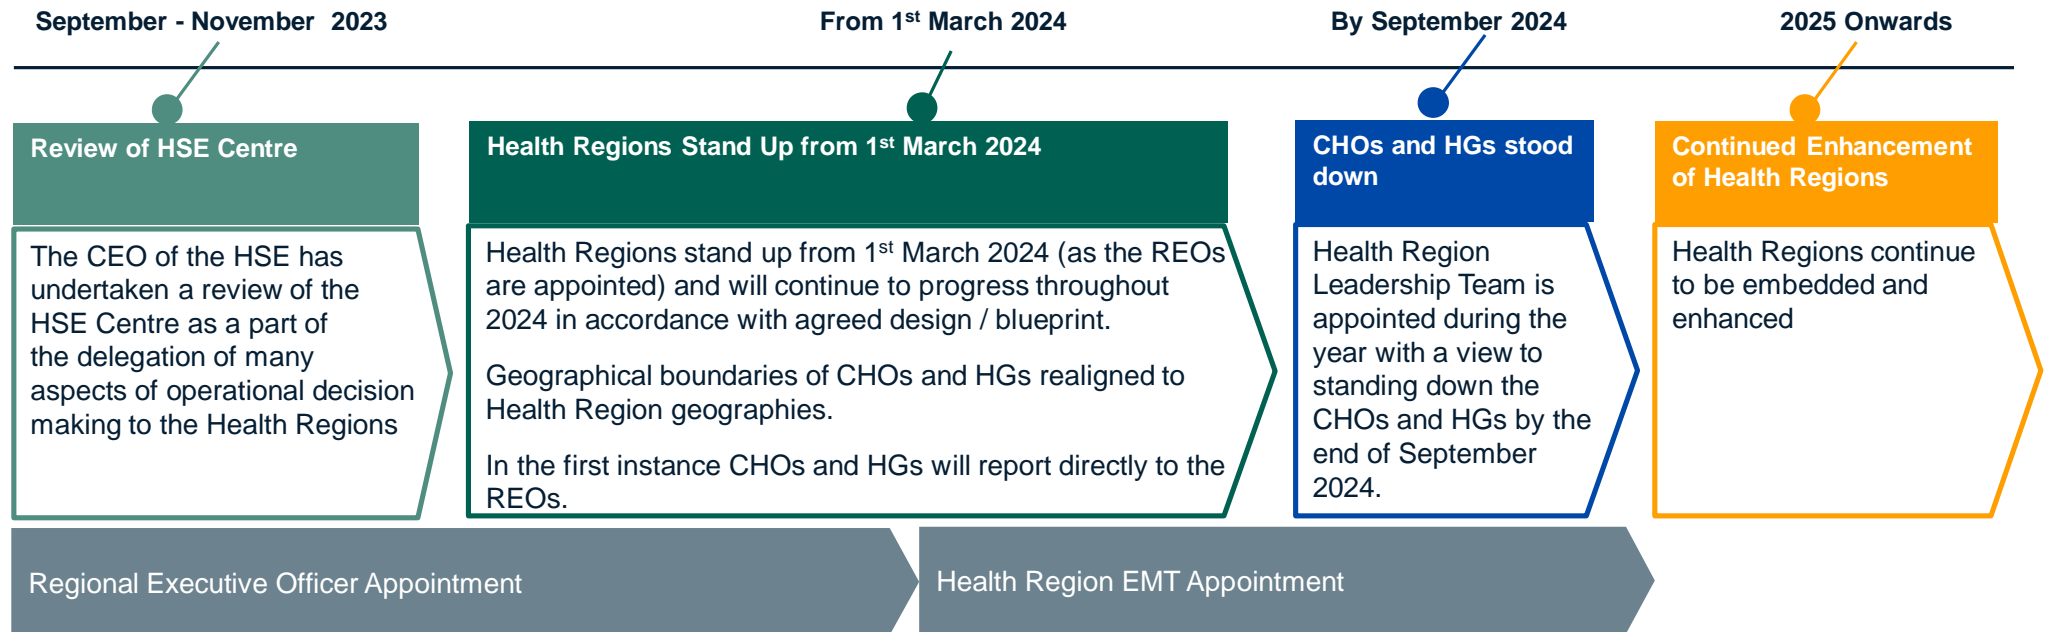 September - November 2023
From 1st March 2024
By September 2024
2025 Onwards
Review of HSE Centre
The CEO of the HSE has
undertaken a review of the
HSE Centre as a part of
the delegation of many
aspects of operational decision
making to the Health Regions
Health Regions Stand Up from 1st March 2024
Health Regions stand up from 1st March 2024 (as the REOs
are appointed) and will continue to progress throughout
2024 in accordance with agreed design / blueprint.
Geographical boundaries of CHOs and HGs realigned to
Health Region geographies.
In the first instance CHOs and HGs will report directly to the
REOs.
CHOs and HGs stood
down
Health Region
Leadership Team is
appointed during the
year with a view to
standing down the
CHOs and HGs by the
end of September
2024.
Continued Enhancement
of Health Regions
Health Regions continue
to be embedded and
enhanced
Regional Executive Officer Appointment
Health Region EMT Appointment